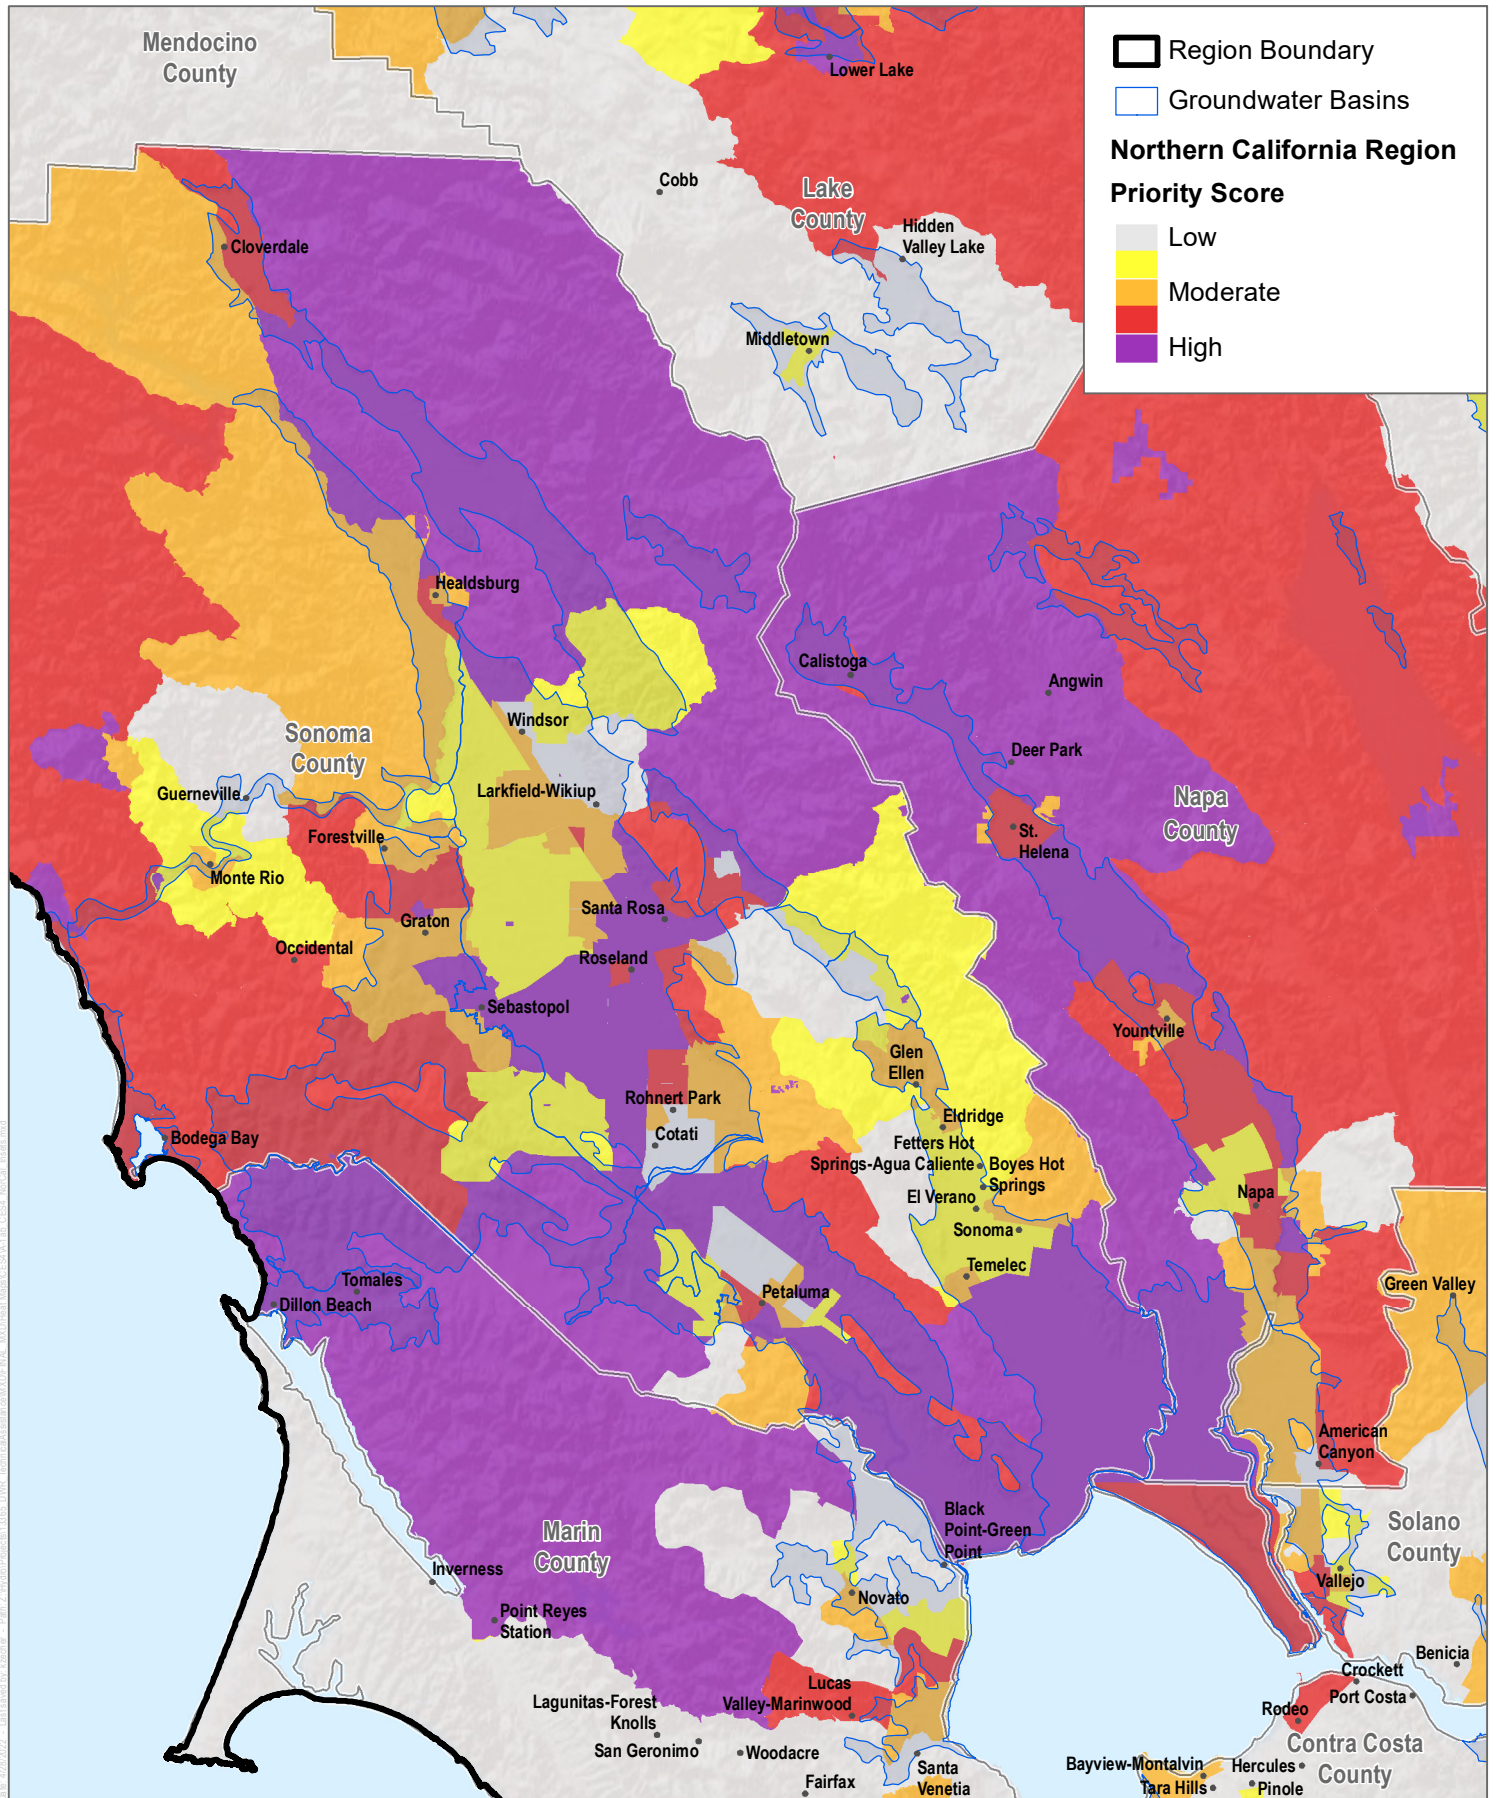 Mendocino
County
Lower Lake
Region Boundary
Groundwater Basins
Northern California Region
Priority Score
Low
Moderate
High
Cobb
Lake
County
Hidden
Valley Lake
Cloverdale
Middletown
Healdsburg
Calistoga
Angwin
Windsor
Sonoma
County
Deer Park
Guerneville
Larkfield-Wikiup
Napa
County
Forestville
St.
Helena
Monte Rio
Santa Rosa
Graton
Occidental
Roseland
Sebastopol
Yountville
Glen
Ellen
Rohnert Park
Eldridge
Cotati
Bodega Bay
Fetters Hot
Springs-Agua Caliente
Boyes Hot
Springs
El Verano
Napa
Sonoma
Temelec
Tomales
Dillon Beach
Petaluma
Green Valley
American
Canyon
Black
Point-Green
Point
Marin
County
Solano
County
Inverness
Vallejo
Novato
Point Reyes
Station
Benicia
Crockett
Port Costa
Lucas
Valley-Marinwood
Lagunitas-Forest
Knolls
Rodeo
San Geronimo
Woodacre
Contra Costa
County
Santa
Venetia
Bayview-Montalvin
Hercules
Fairfax
Tara Hills
Pinole